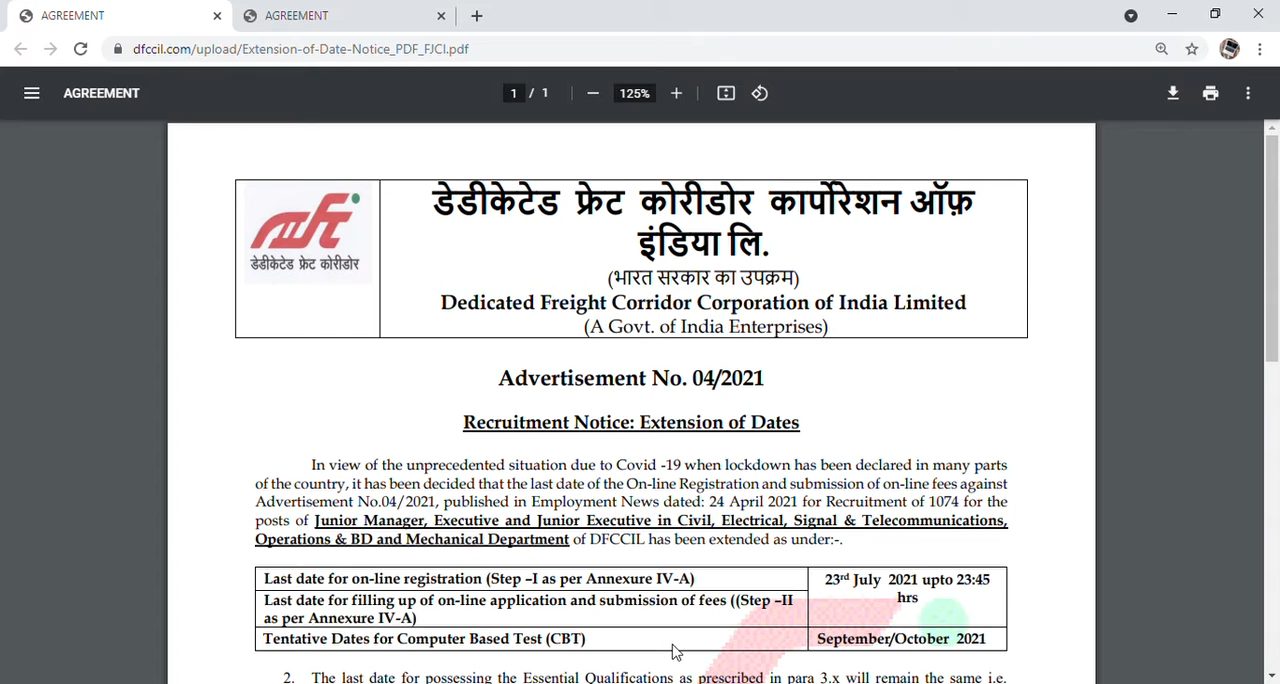 AGREEMENT
AGREEMENT
dfccil.com/upload/Extension-of-Date-Notice_PDF_FJCI.pdf
AGREEMENT
1 / 1
125%
डेडीकेटेड फ्रेट कोरीडोर कार्पोरेशन ऑफ़
इंडिया लि.
डेडीकेटेड फ्रेट कोरीडोर
(भारत सरकार का उपक्रम)
Dedicated Freight Corridor Corporation of India Limited
(A Govt. of India Enterprises)
Advertisement No. 04/2021
Recruitment Notice: Extension of Dates
In view of the unprecedented situation due to Covid -19 when lockdown has been declared in many parts
of the country, it has been decided that the last date of the On-line Registration and submission of on-line fees against
Advertisement No.04/2021, published in Employment News dated: 24 April 2021 for Recruitment of 1074 for the
posts of Junior Manager, Executive and Junior Executive in Civil, Electrical, Signal & Telecommunications,
Operations & BD and Mechanical Department of DFCCIL has been extended as under:-.
Last date for on-line registration (Step –I as per Annexure IV-A)
23rd July 2021 upto 23:45
hrs
Last date for filling up of on-line application and submission of fees ((Step –II
as per Annexure IV-A)
Tentative Dates for Computer Based Test (CBT)
September/October 2021
2. The last date for possessing the Essential Qualifications as prescribed in para 3.x will remain the same i.e.